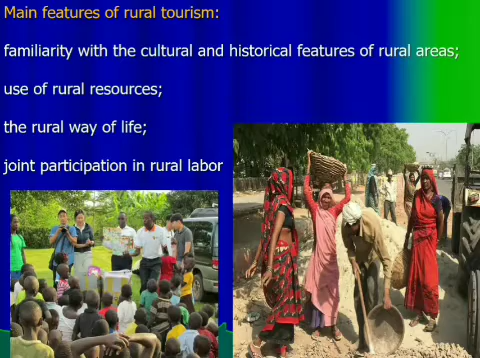 Main features of rural tourism:
familiarity with the cultural and historical features of rural areas;
use of rural resources;
the rural way of life;
joint participation in rural labor